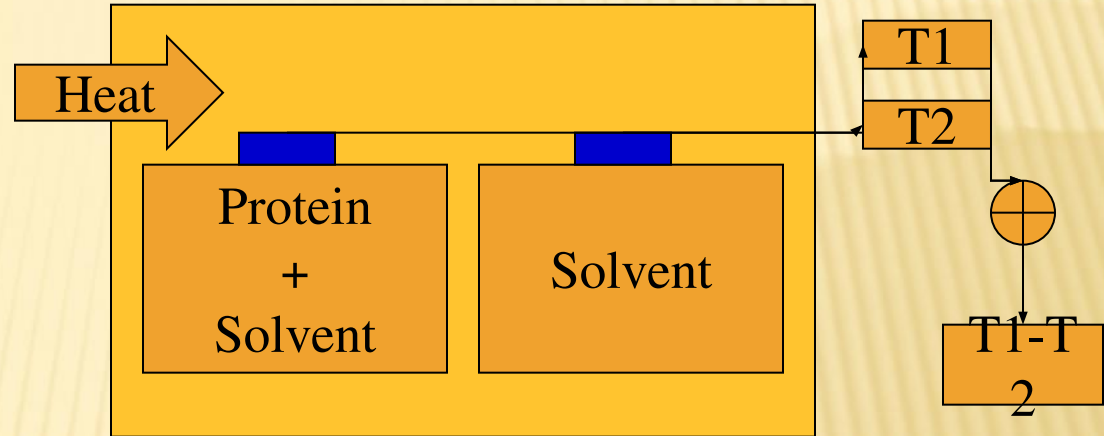 Heat
Protein
+
Solvent
Solvent
T1
T2
T1-T
2